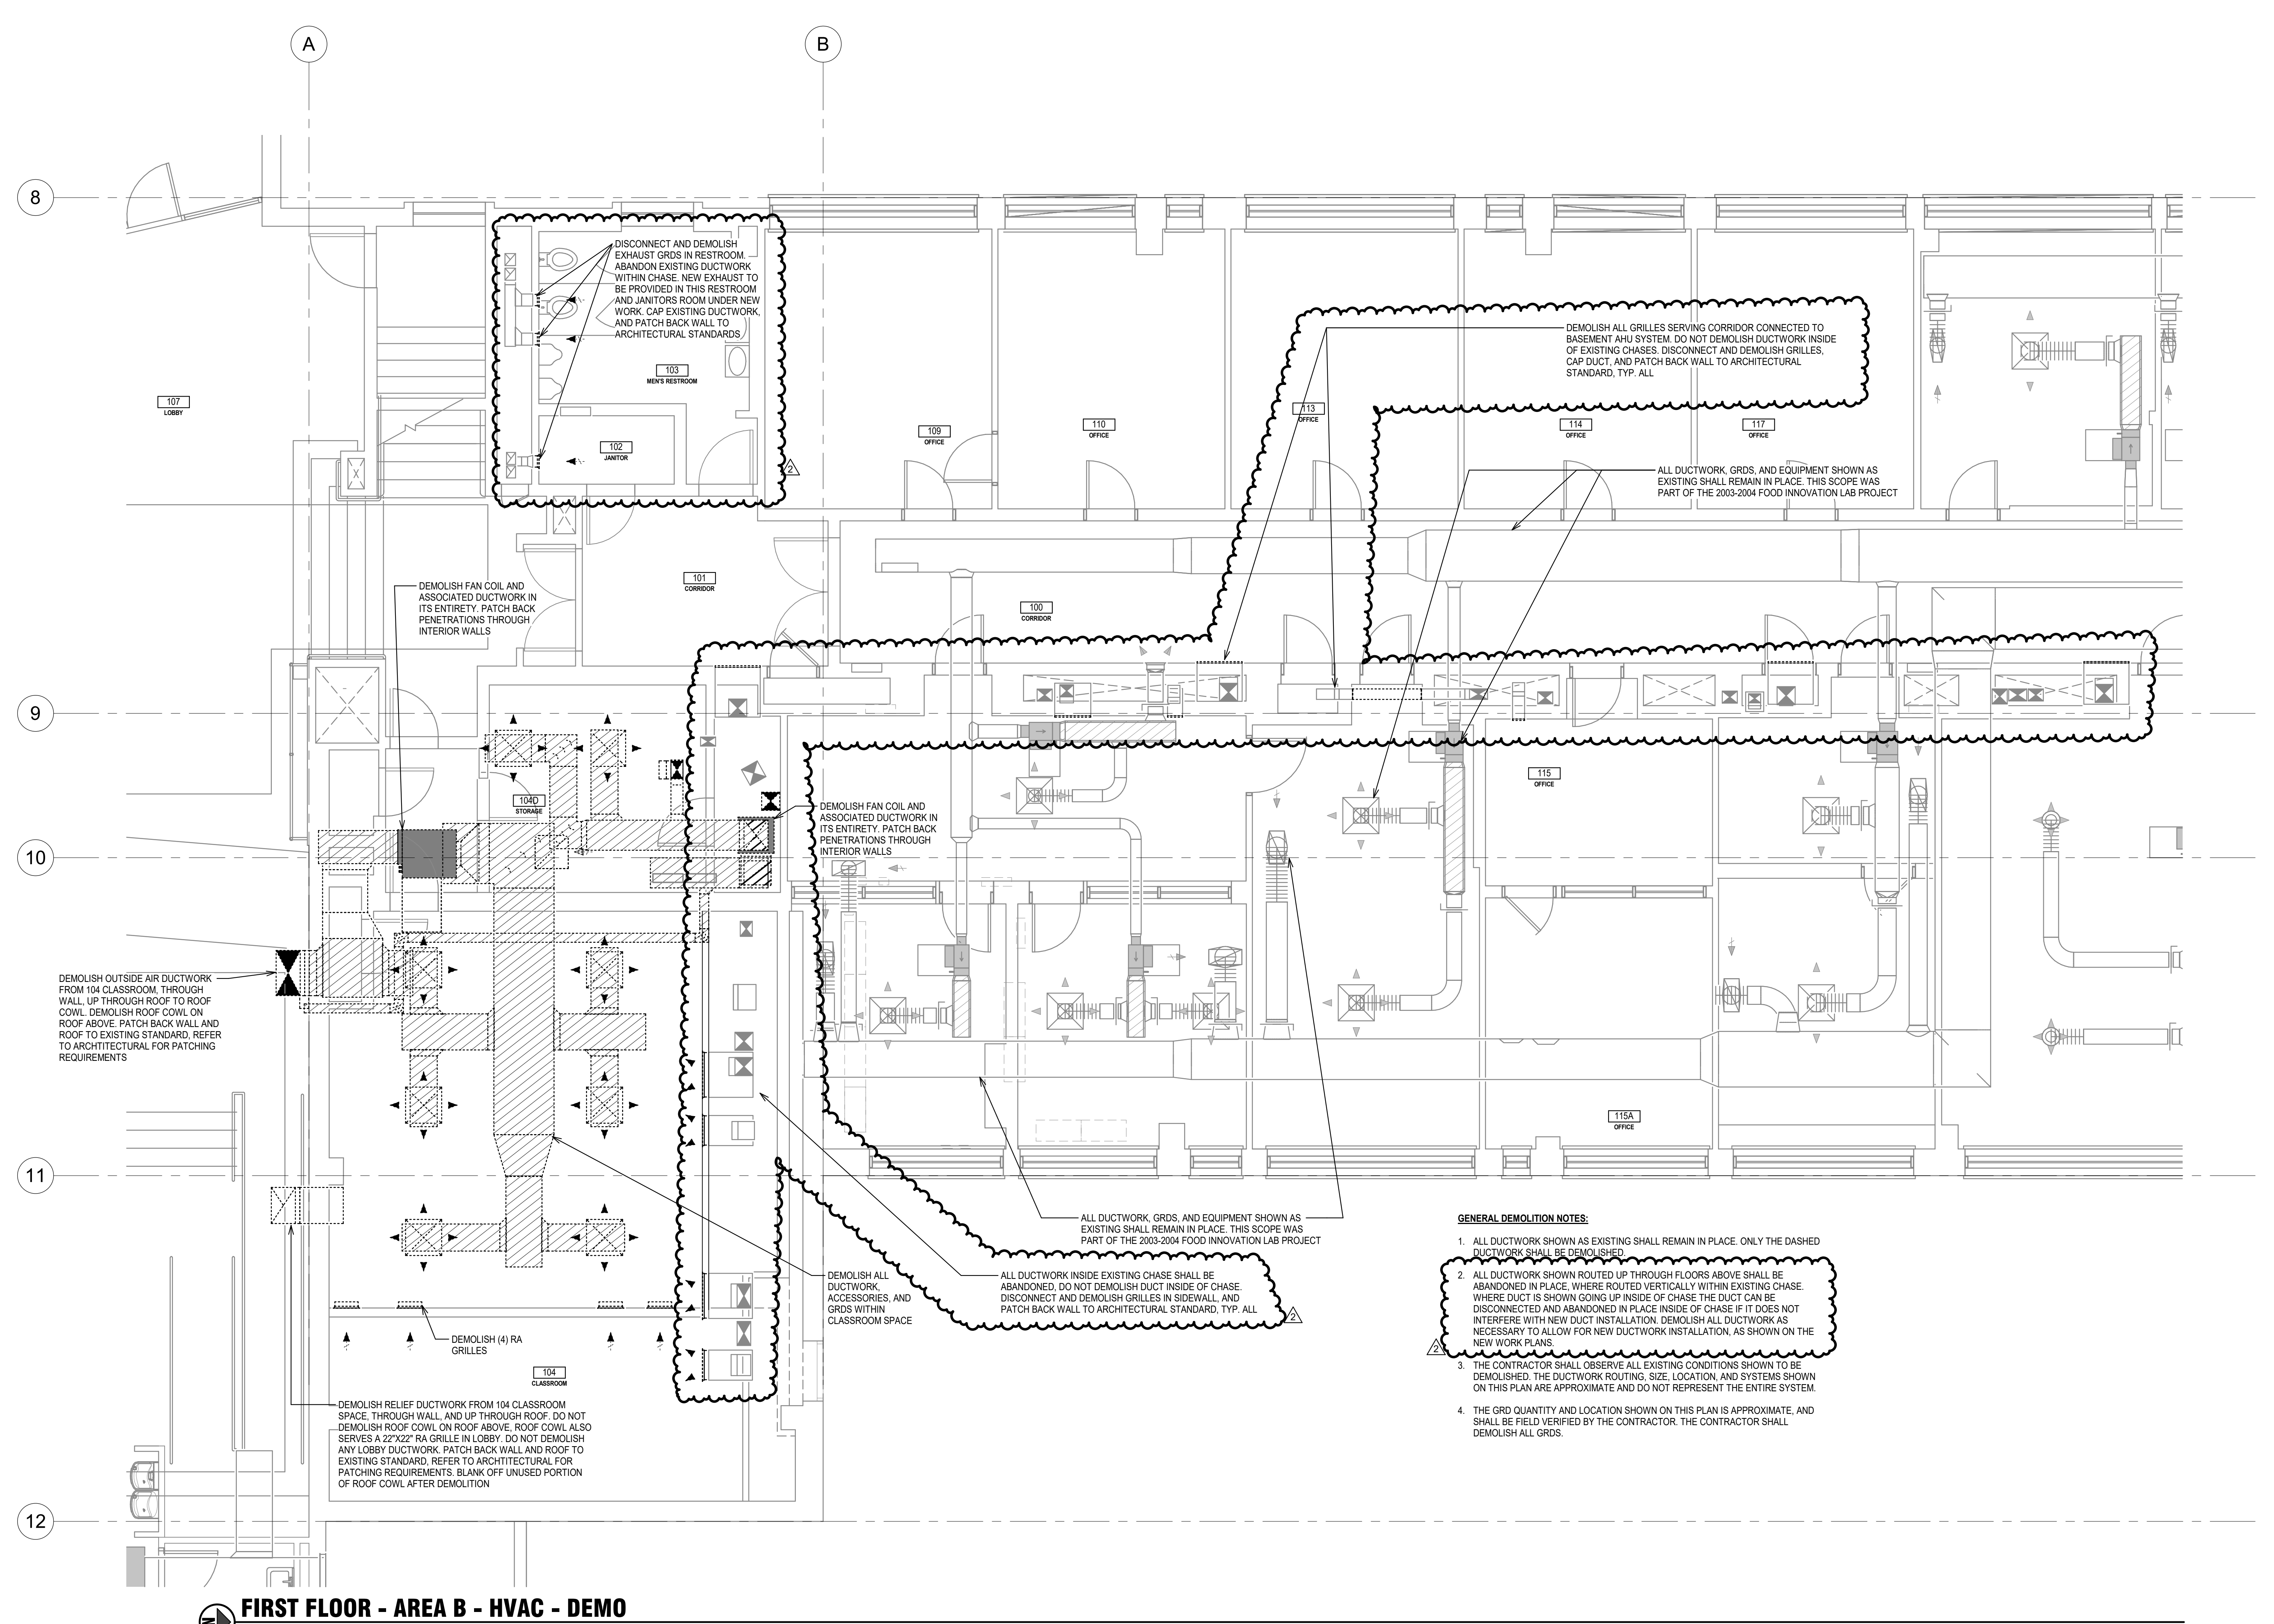 A
B
8
DISCONNECT AND DEMOLISH
EXHAUST GRDS IN RESTROOM.
ABANDON EXISTING DUCTWORK
WITHIN CHASE. NEW EXHAUST TO
BE PROVIDED IN THIS RESTROOM
AND JANITORS ROOM UNDER NEW
WORK. CAP EXISTING DUCTWORK,
AND PATCH BACK WALL TO
ARCHITECTURAL STANDARDS
DEMOLISH ALL GRILLES SERVING CORRIDOR CONNECTED TO
BASEMENT AHU SYSTEM. DO NOT DEMOLISH DUCTWORK INSIDE
OF EXISTING CHASES. DISCONNECT AND DEMOLISH GRILLES,
CAP DUCT, AND PATCH BACK WALL TO ARCHITECTURAL
STANDARD, TYP. ALL
103
MEN'S RESTROOM
107
LOBBY
102
JANITOR
2
109
OFFICE
110
OFFICE
113
OFFICE
114
OFFICE
117
OFFICE
ALL DUCTWORK, GRDS, AND EQUIPMENT SHOWN AS
EXISTING SHALL REMAIN IN PLACE. THIS SCOPE WAS
PART OF THE 2003-2004 FOOD INNOVATION LAB PROJECT
DEMOLISH FAN COIL AND
ASSOCIATED DUCTWORK IN
ITS ENTIRETY. PATCH BACK
PENETRATIONS THROUGH
INTERIOR WALLS
101
CORRIDOR
100
CORRIDOR
9
104D
STORAGE
DEMOLISH FAN COIL AND
ASSOCIATED DUCTWORK IN
ITS ENTIRETY. PATCH BACK
PENETRATIONS THROUGH
INTERIOR WALLS
115
OFFICE
10
DEMOLISH OUTSIDE AIR DUCTWORK
FROM 104 CLASSROOM, THROUGH
WALL, UP THROUGH ROOF TO ROOF
COWL. DEMOLISH ROOF COWL ON
ROOF ABOVE. PATCH BACK WALL AND
ROOF TO EXISTING STANDARD, REFER
TO ARCHTITECTURAL FOR PATCHING
REQUIREMENTS
115A
OFFICE
11
ALL DUCTWORK, GRDS, AND EQUIPMENT SHOWN AS
EXISTING SHALL REMAIN IN PLACE. THIS SCOPE WAS
PART OF THE 2003-2004 FOOD INNOVATION LAB PROJECT
DEMOLISH ALL
DUCTWORK,
ACCESSORIES, AND
GRDS WITHIN
CLASSROOM SPACE
ALL DUCTWORK INSIDE EXISTING CHASE SHALL BE
ABANDONED, DO NOT DEMOLISH DUCT INSIDE OF CHASE.
DISCONNECT AND DEMOLISH GRILLES IN SIDEWALL, AND
PATCH BACK WALL TO ARCHITECTURAL STANDARD, TYP. ALL
2
DEMOLISH (4) RA
GRILLES
104
CLASSROOM
DEMOLISH RELIEF DUCTWORK FROM 104 CLASSROOM
SPACE, THROUGH WALL, AND UP THROUGH ROOF. DO NOT
DEMOLISH ROOF COWL ON ROOF ABOVE, ROOF COWL ALSO
SERVES A 22"X22" RA GRILLE IN LOBBY. DO NOT DEMOLISH
ANY LOBBY DUCTWORK. PATCH BACK WALL AND ROOF TO
EXISTING STANDARD, REFER TO ARCHTITECTURAL FOR
PATCHING REQUIREMENTS. BLANK OFF UNUSED PORTION
OF ROOF COWL AFTER DEMOLITION
GENERAL DEMOLITION NOTES:
1. ALL DUCTWORK SHOWN AS EXISTING SHALL REMAIN IN PLACE. ONLY THE DASHED
DUCTWORK SHALL BE DEMOLISHED.
2. ALL DUCTWORK SHOWN ROUTED UP THROUGH FLOORS ABOVE SHALL BE
ABANDONED IN PLACE, WHERE ROUTED VERTICALLY WITHIN EXISTING CHASE.
WHERE DUCT IS SHOWN GOING UP INSIDE OF CHASE THE DUCT CAN BE
DISCONNECTED AND ABANDONED IN PLACE INSIDE OF CHASE IF IT DOES NOT
INTERFERE WITH NEW DUCT INSTALLATION. DEMOLISH ALL DUCTWORK AS
NECESSARY TO ALLOW FOR NEW DUCTWORK INSTALLATION, AS SHOWN ON THE
NEW WORK PLANS.
2
3. THE CONTRACTOR SHALL OBSERVE ALL EXISTING CONDITIONS SHOWN TO BE
DEMOLISHED. THE DUCTWORK ROUTING, SIZE, LOCATION, AND SYSTEMS SHOWN
ON THIS PLAN ARE APPROXIMATE AND DO NOT REPRESENT THE ENTIRE SYSTEM.
4. THE GRD QUANTITY AND LOCATION SHOWN ON THIS PLAN IS APPROXIMATE, AND
SHALL BE FIELD VERIFIED BY THE CONTRACTOR. THE CONTRACTOR SHALL
DEMOLISH ALL GRDS.
12
N
FIRST FLOOR - AREA B - HVAC - DEMO